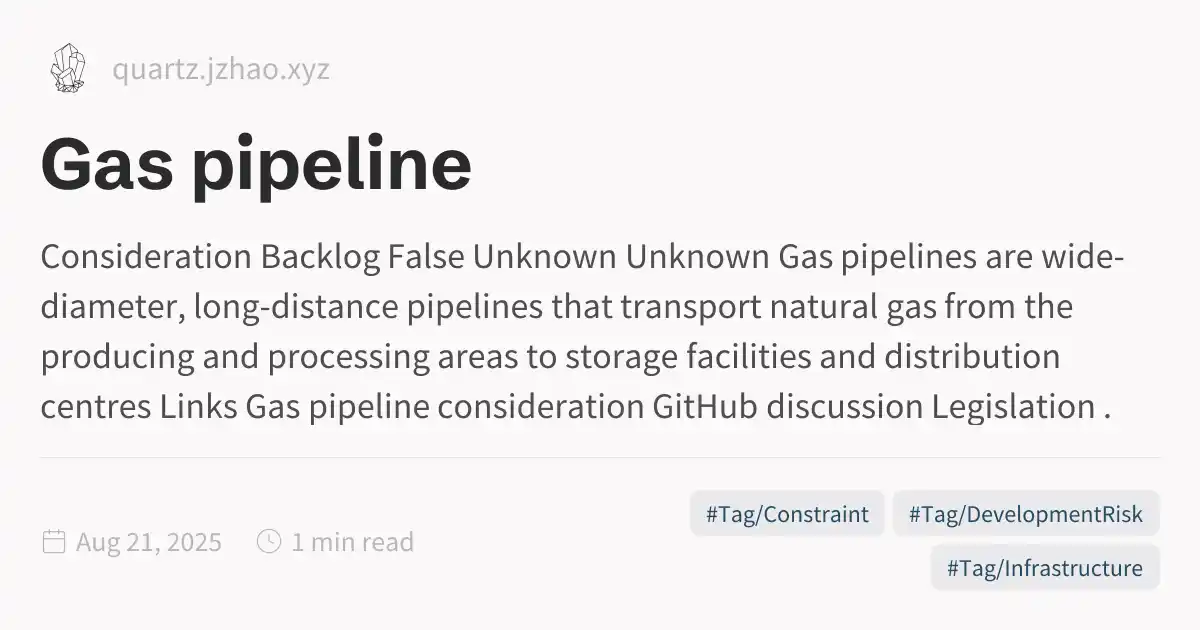 quartz.jzhao.xyz
Gas pipeline
Consideration Backlog False Unknown Unknown Gas pipelines are wide-
diameter, long-distance pipelines that transport natural gas from the
producing and processing areas to storage facilities and distribution
centres Links Gas pipeline consideration GitHub discussion Legislation .
#Tag/Constraint #Tag/DevelopmentRisk
Aug 21, 2025 1 min read
#Tag/Infrastructure